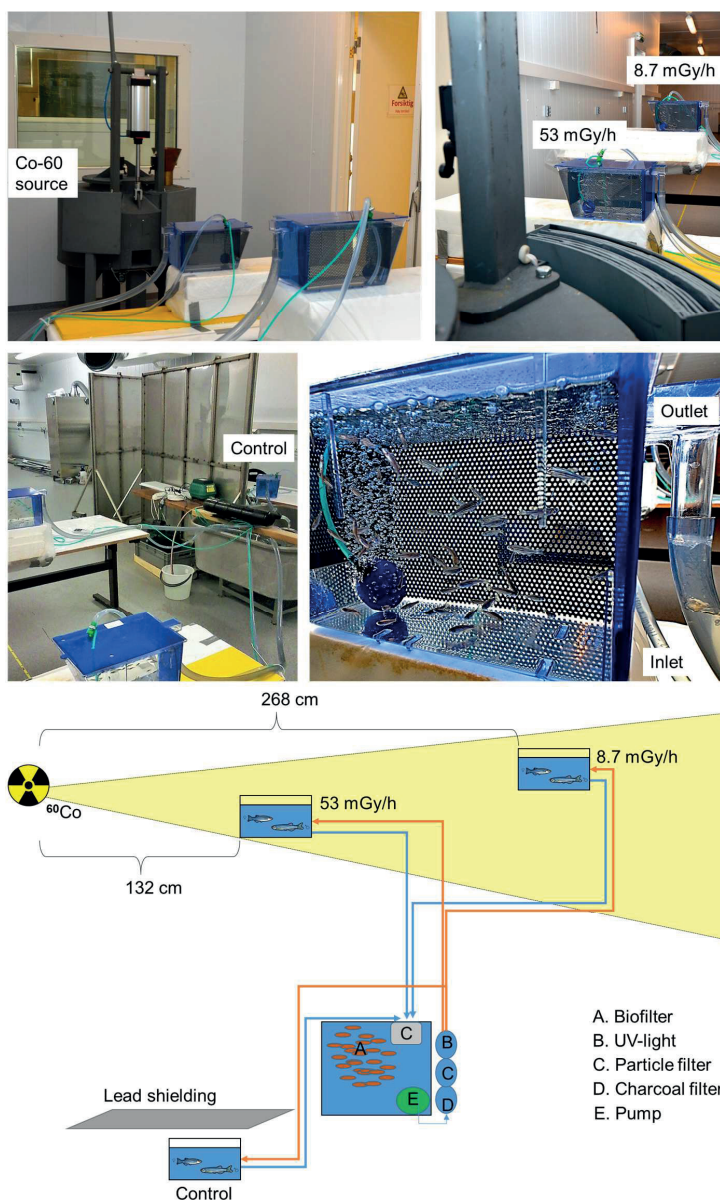 Co-60
source
Forsiktig
8.7 mGy/h
53 mGy/h
Control
Outlet
Inlet
268 cm
8.7 mGy/h
53 mGy/h
⁶⁰Co
132 cm
C
A
B
C
E
D
A. Biofilter
B. UV-light
C. Particle filter
D. Charcoal filter
E. Pump
Lead shielding
Control